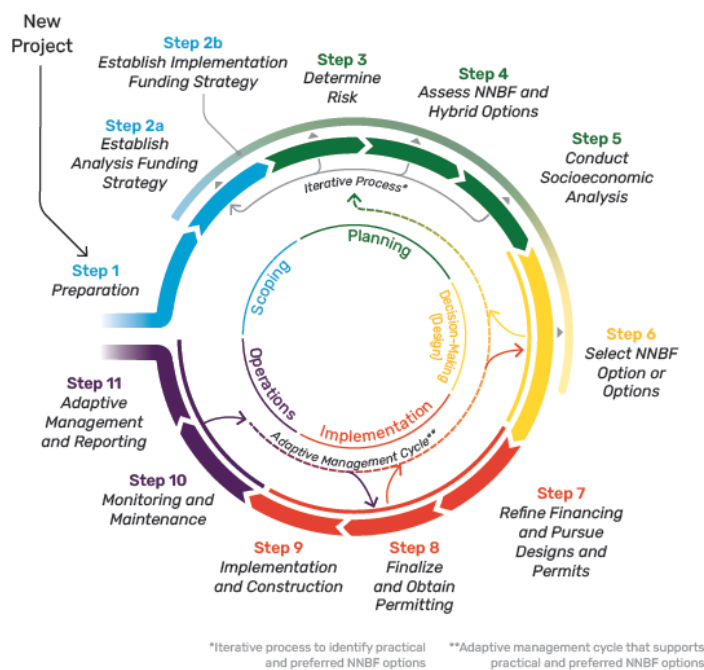 New
Project
Step 2b
Establish Implementation
Funding Strategy
Step 3
Determine
Risk
Step 4
Assess NNBF and
Hybrid Options
Step 2a
Establish
Analysis Funding
Strategy
Step 5
Conduct
Socioeconomic
Analysis
Iterative Process*
Planning
Scoping
Step 1
Preparation
Decision-Making
(Design)
Step 6
Select NNBF
Option or
Options
Operations
Implementation
Adaptive Management Cycle**
Step 11
Adaptive
Management
and Reporting
Step 10
Monitoring and
Maintenance
Step 7
Refine Financing
and Pursue
Designs and
Permits
Step 9
Implementation
and Construction
Step 8
Finalize
and Obtain
Permitting
*Iterative process to identify practical
and preferred NNBF options
**Adaptive management cycle that supports
practical and preferred NNBF options